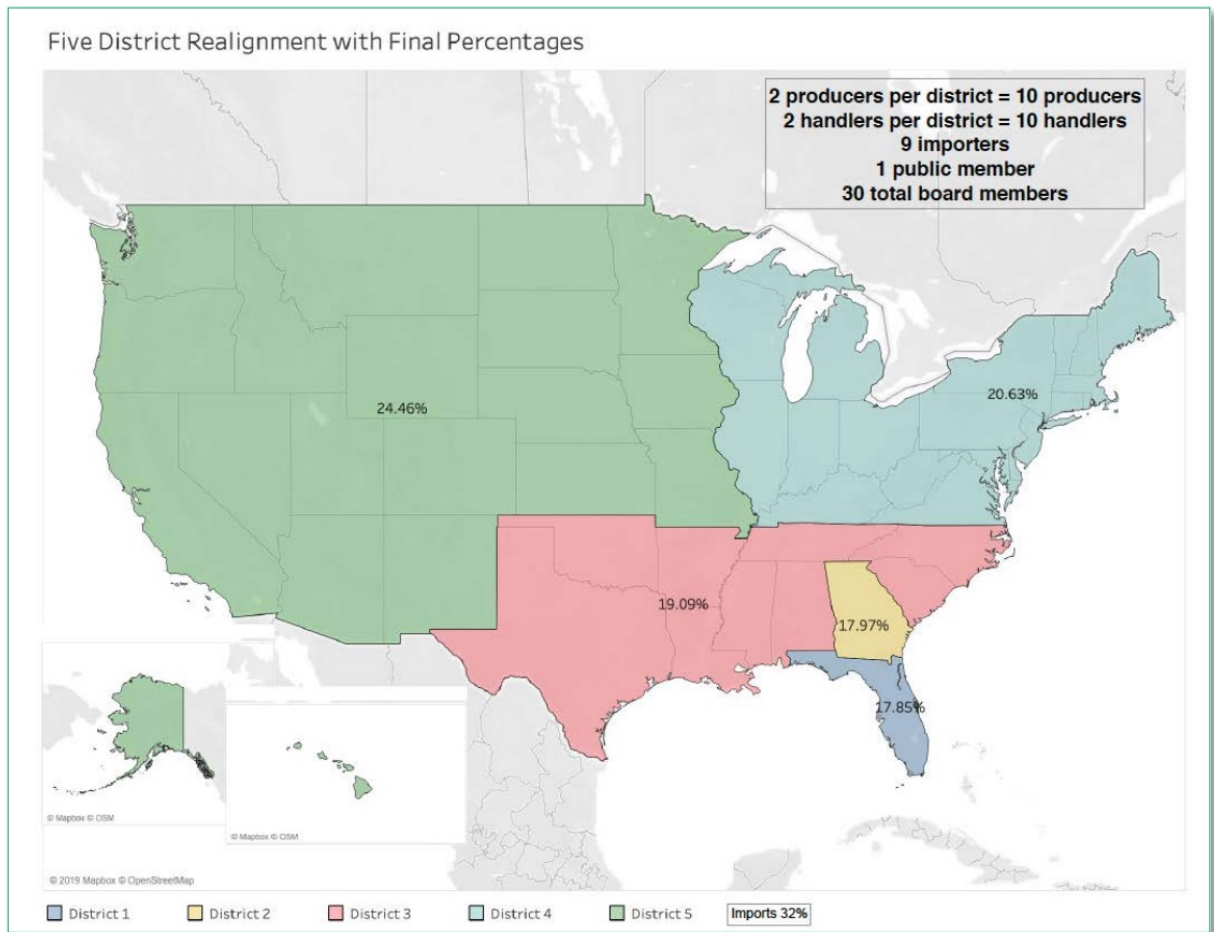 Five District Realignment with Final Percentages
2 producers per district = 10 producers
2 handlers per district = 10 handlers
9 importers
1 public member
30 total board members
24.46%
20.63%
19.09%
17.97%
17.85%
© Mapbox © OSM
© Mapbox © OSM
© 2019 Mapbox © OpenStreetMap
District 1
District 2
District 3
District 4
District 5
Imports 32%